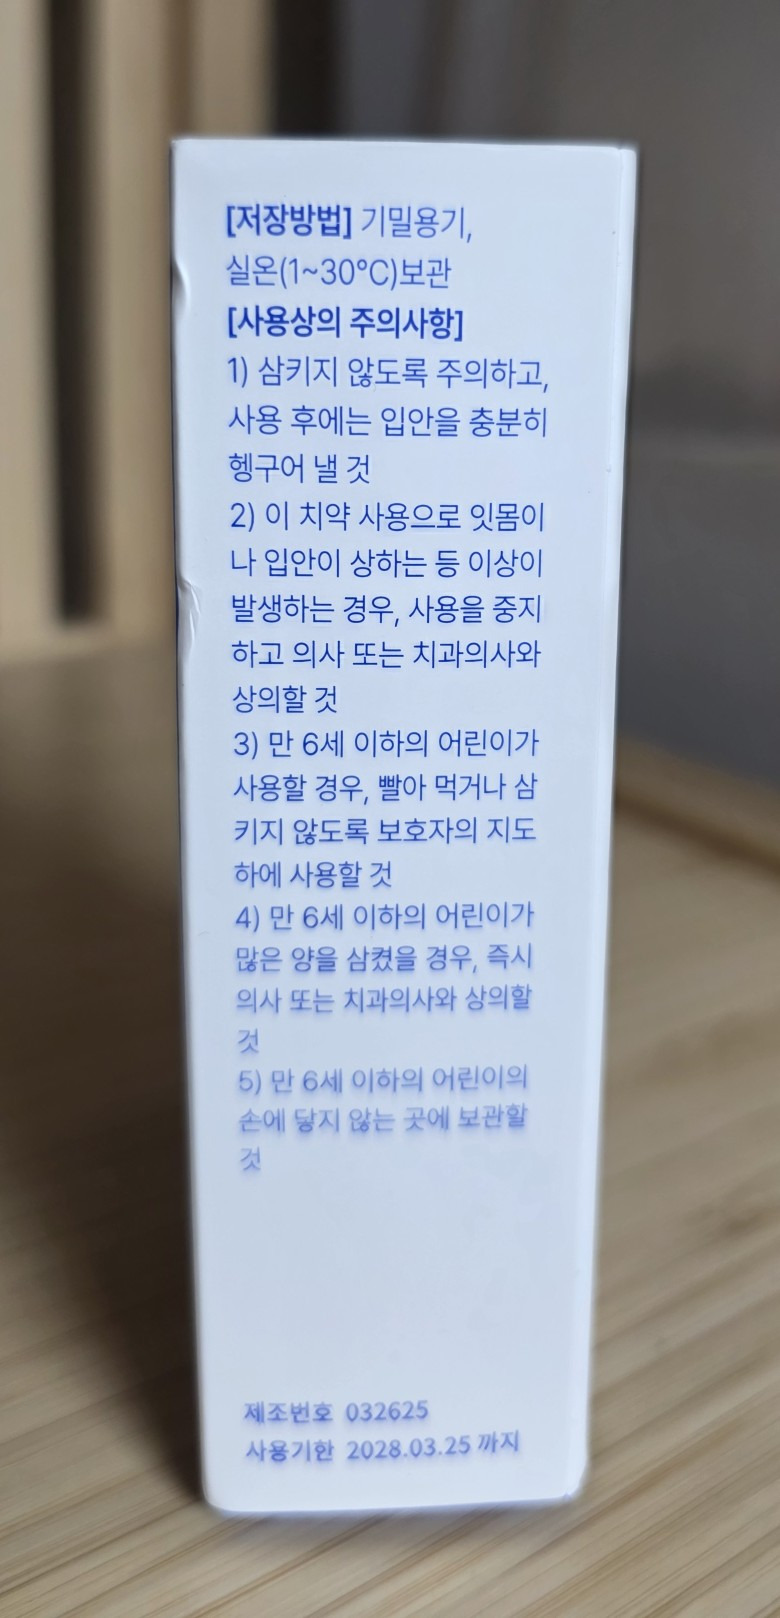 [저장방법] 기밀용기,
실온(1~30°C)보관
[사용상의 주의사항]
1) 삼키지 않도록 주의하고,
사용 후에는 입안을 충분히
헹구어 낼 것
2) 이 치약 사용으로 잇몸이
나 입안이 상하는 등 이상이
발생하는 경우, 사용을 중지
하고 의사 또는 치과의사와
상의할 것
3) 만 6세 이하의 어린이가
사용할 경우, 빨아 먹거나 삼
키지 않도록 보호자의 지도
하에 사용할 것
4) 만 6세 이하의 어린이가
많은 양을 삼켰을 경우, 즉시
의사 또는 치과의사와 상의할
것
5) 만 6세 이하의 어린이의
손에 닿지 않는 곳에 보관할
것
제조번호 032625
사용기한 2028.03.25 까지